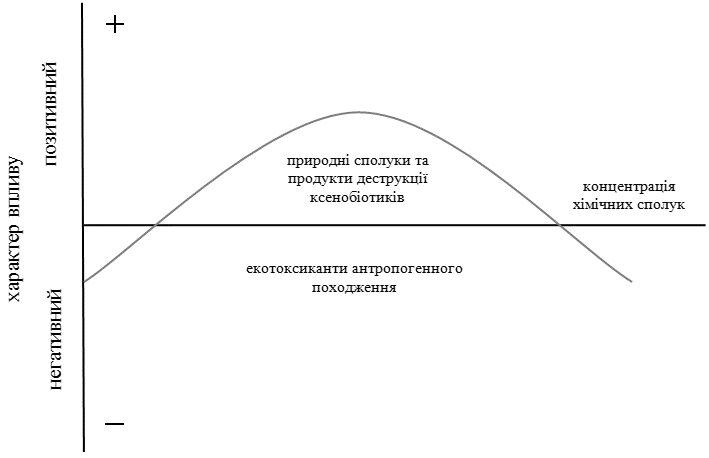 +
позитивний
природні сполуки та
продукти деструкції
ксенобіотиків
концентрація
хімічних сполук
характер впливу
екотоксиканти антропогенного
походження
негативний
—